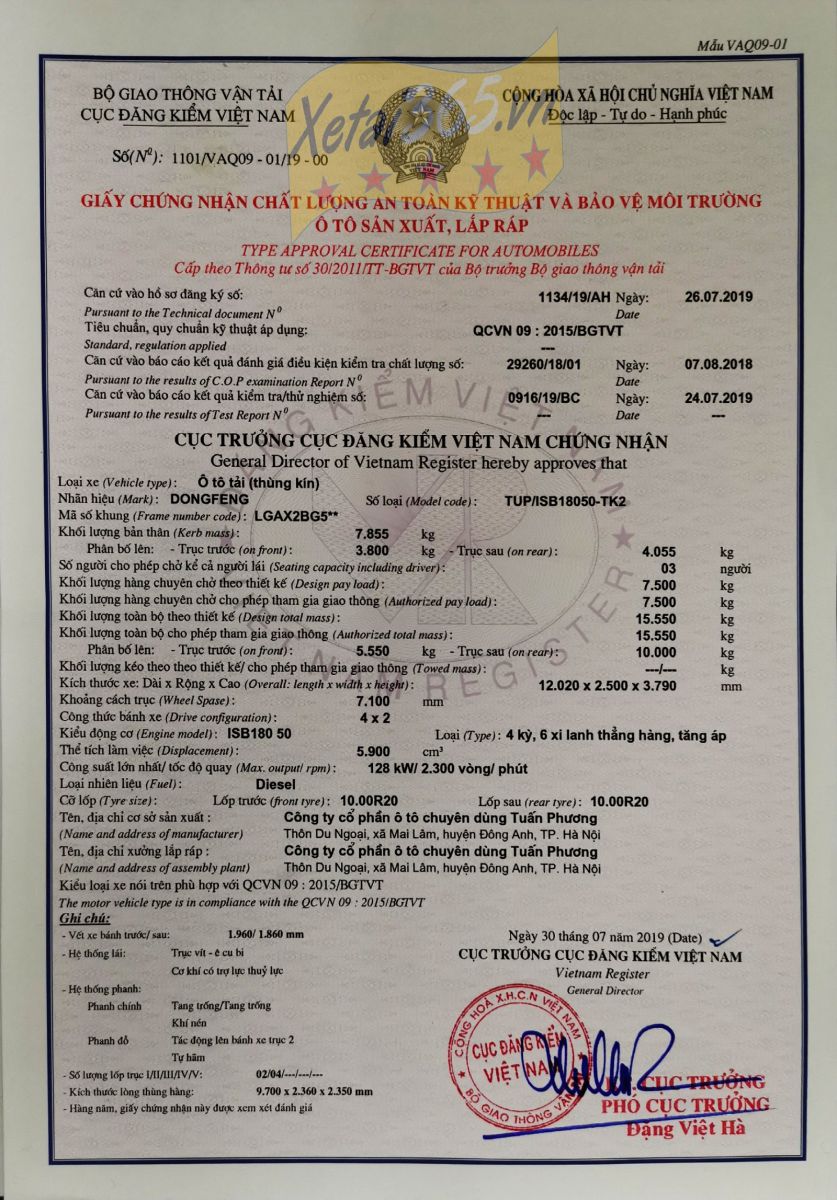 Mẫu VAQ09-01
BỘ GIAO THÔNG VẬN TẢI
CỤC ĐĂNG KIỂM VIỆT NAM
CỘNG HÒA XÃ HỘI CHỦ NGHĨA VIỆT NAM
Độc lập - Tự do - Hạnh phúc
Xetai365.vn
Số(Nº): 1101/VAQ09 - 01/19 - 00
GIẤY CHỨNG NHẬN CHẤT LƯỢNG AN TOÀN KỸ THUẬT VÀ BẢO VỆ MÔI TRƯỜNG
Ô TÔ SẢN XUẤT, LẮP RÁP
TYPE APPROVAL CERTIFICATE FOR AUTOMOBILES
Cấp theo Thông tư số 30/2011/TT-BGTVT của Bộ trưởng Bộ giao thông vận tải
Căn cứ vào hồ sơ đăng ký số: 1134/19/AH Ngày: 26.07.2019
Pursuant to the Technical document Nº Date
Tiêu chuẩn, quy chuẩn kỹ thuật áp dụng: QCVN 09 : 2015/BGTVT
Standard, regulation applied ---
Căn cứ vào báo cáo kết quả đánh giá điều kiện kiểm tra chất lượng số: 29260/18/01 Ngày: 07.08.2018
Pursuant to the results of C.O.P examination Report Nº Date
Căn cứ vào báo cáo kết quả kiểm tra/thử nghiệm số: 0916/19/BC Ngày: 24.07.2019
Pursuant to the results of Test Report Nº --- Date ---
CỤC TRƯỞNG CỤC ĐĂNG KIỂM VIỆT NAM CHỨNG NHẬN
General Director of Vietnam Register hereby approves that
Loại xe (Vehicle type): Ô tô tải (thùng kín)
Nhãn hiệu (Mark): DONGFENG Số loại (Model code): TUP/ISB18050-TK2
Mã số khung (Frame number code): LGAX2BG5**
Khối lượng bản thân (Kerb mass): 7.855 kg
Phân bố lên: - Trục trước (on front): 3.800 kg - Trục sau (on rear): 4.055 kg
Số người cho phép chở kể cả người lái (Seating capacity including driver): 03 người
Khối lượng hàng chuyên chở theo thiết kế (Design pay load): 7.500 kg
Khối lượng hàng chuyên chở cho phép tham gia giao thông (Authorized pay load): 7.500 kg
Khối lượng toàn bộ theo thiết kế (Design total mass): 15.550 kg
Khối lượng toàn bộ cho phép tham gia giao thông (Authorized total mass): 15.550 kg
Phân bố lên: - Trục trước (on front): 5.550 kg - Trục sau (on rear): 10.000 kg
Khối lượng kéo theo theo thiết kế/ cho phép tham gia giao thông (Towed mass): ---/--- kg
Kích thước xe: Dài x Rộng x Cao (Overall: length x width x height): 12.020 x 2.500 x 3.790 mm
Khoảng cách trục (Wheel Spase): 7.100 mm
Công thức bánh xe (Drive configuration): 4 x 2
Kiểu động cơ (Engine model): ISB180 50 Loại (Type): 4 kỳ, 6 xi lanh thẳng hàng, tăng áp
Thể tích làm việc (Displacement): 5.900 cm³
Công suất lớn nhất/ tốc độ quay (Max. output/ rpm): 128 kW/ 2.300 vòng/ phút
Loại nhiên liệu (Fuel): Diesel
Cỡ lốp (Tyre size): Lốp trước (front tyre): 10.00R20 Lốp sau (rear tyre): 10.00R20
Tên, địa chỉ cơ sở sản xuất : Công ty cổ phần ô tô chuyên dùng Tuấn Phương
(Name and address of manufacturer) Thôn Du Ngoại, xã Mai Lâm, huyện Đông Anh, TP. Hà Nội
Tên, địa chỉ xưởng lắp ráp : Công ty cổ phần ô tô chuyên dùng Tuấn Phương
(Name and address of assembly plant) Thôn Du Ngoại, xã Mai Lâm, huyện Đông Anh, TP. Hà Nội
Kiểu loại xe nói trên phù hợp với QCVN 09 : 2015/BGTVT
The motor vehicle type is in compliance with the QCVN 09 : 2015/BGTVT
Ghi chú:
- Vết xe bánh trước/ sau: 1.960/ 1.860 mm
- Hệ thống lái: Trục vít - ê cu bi
Cơ khí có trợ lực thuỷ lực
- Hệ thống phanh:
Phanh chính Tang trống/Tang trống
Khí nén
Phanh đỗ Tác động lên bánh xe trục 2
Tự hãm
- Số lượng lốp trục I/II/III/IV/V: 02/04/---/---/---
- Kích thước lòng thùng hàng: 9.700 x 2.360 x 2.350 mm
- Hàng năm, giấy chứng nhận này được xem xét đánh giá
Ngày 30 tháng 07 năm 2019 (Date)
CỤC TRƯỞNG CỤC ĐĂNG KIỂM VIỆT NAM
Vietnam Register
General Director
CỘNG HOÀ X.H.C.N VIỆT NAM
CỤC ĐĂNG KIỂM
VIỆT NAM
BỘ GIAO THÔNG VẬN TẢI
CỤC TRƯỞNG
PHÓ CỤC TRƯỞNG
Đặng Việt Hà
ĐĂNG KIỂM VIỆT NAM
VR
VIETNAM REGISTER